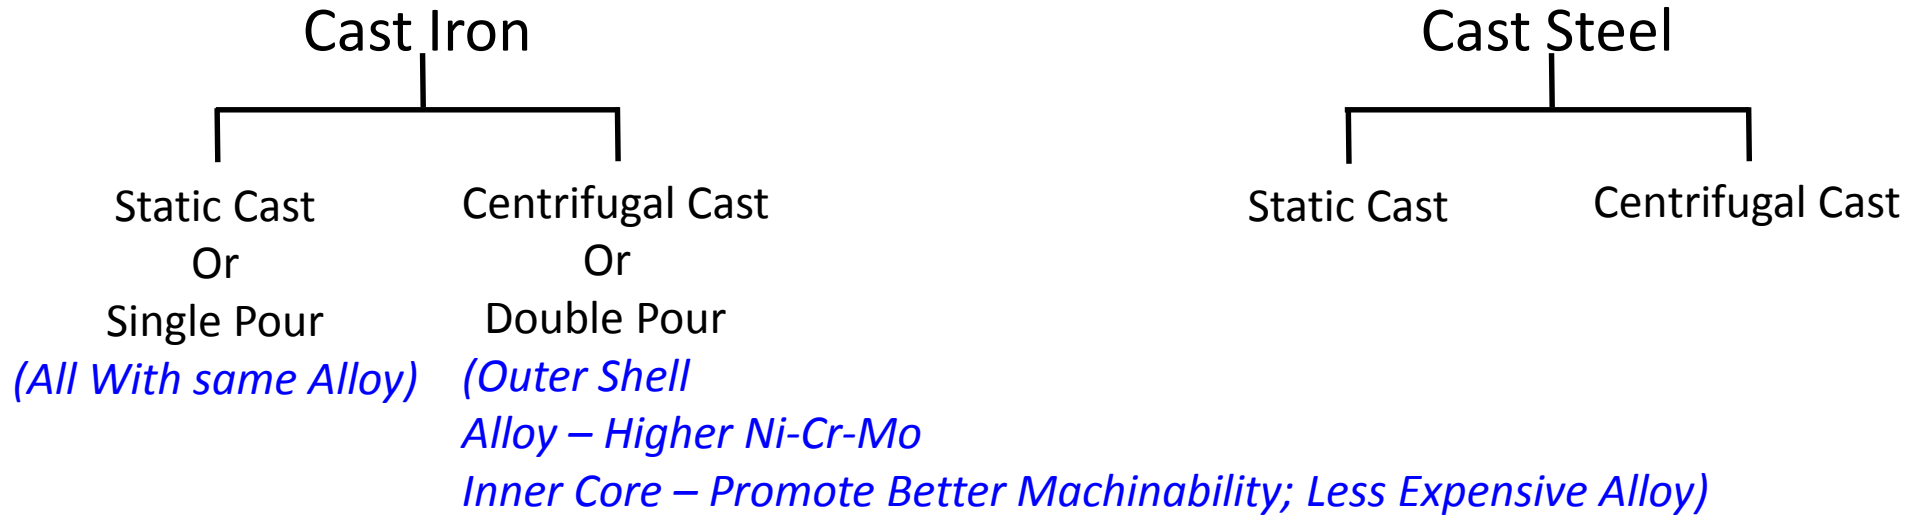 Cast Iron
Static Cast
Or
Single Pour
(All With same Alloy)
Centrifugal Cast
Or
Double Pour
(Outer Shell
Alloy – Higher Ni-Cr-Mo
Inner Core – Promote Better Machinability; Less Expensive Alloy)
Cast Steel
Static Cast
Centrifugal Cast